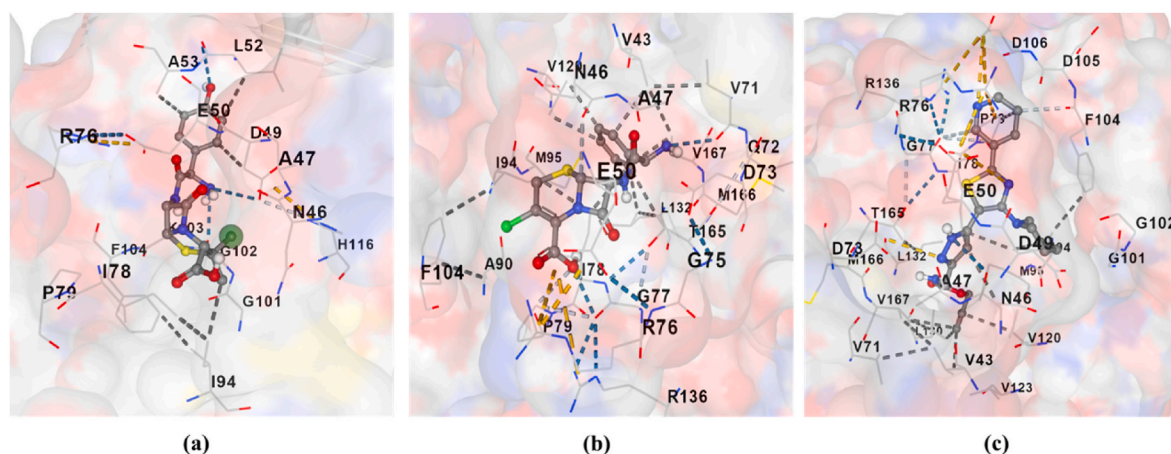 L52
A53
E50
R76
D49
A47
N46
H116
G102
F104
I78
G101
P79
I94
V43
N46
A47
V71
Q72
V167
I94
M95
E50
D73
M166
L132
T165
G75
F104
A90
I78
G77
P79
R76
R136
D106
D105
R136
R76
P73
F104
G77
I78
E50
T165
G102
D49
D73
M166
L132
G101
M95
A47
N46
V167
V71
V120
V43
V123
(a) (b) (c)